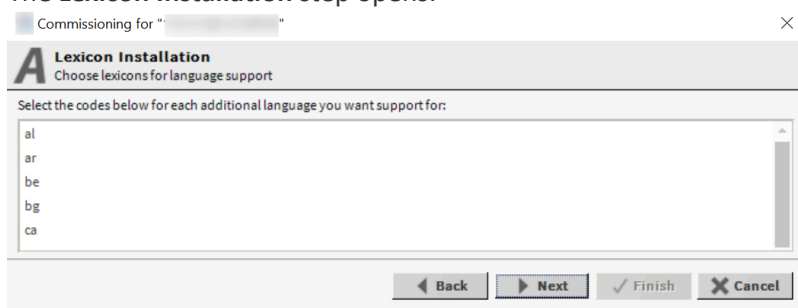 The Lexicon Installation step opens.
Commissioning for " "
Lexicon Installation
Choose lexicons for language support
Select the codes below for each additional language you want support for:
al
ar
be
bg
ca
Back Next Finish Cancel